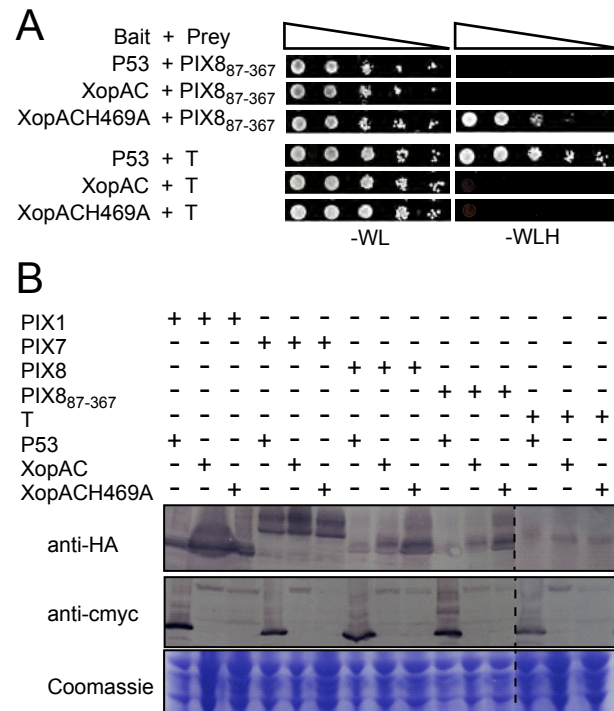 A
Bait + Prey
P53 + PIX8₈₇₋₃₆₇
XopAC + PIX8₈₇₋₃₆₇
XopACH469A + PIX8₈₇₋₃₆₇
P53 + T
XopAC + T
XopACH469A + T
-WL -WLH
B
PIX1 + + + - - - - - - - - - - - -
PIX7 - - - + + + - - - - - - - - -
PIX8 - - - - - - + + + - - - - - -
PIX8₈₇₋₃₆₇ - - - - - - - - - + + + - - -
T - - - - - - - - - - - - + + +
P53 + - - + - - + - - + - - + - -
XopAC - + - - + - - + - - + - - + -
XopACH469A - - + - - + - - + - - + - - +
anti-HA
anti-cmyc
Coomassie